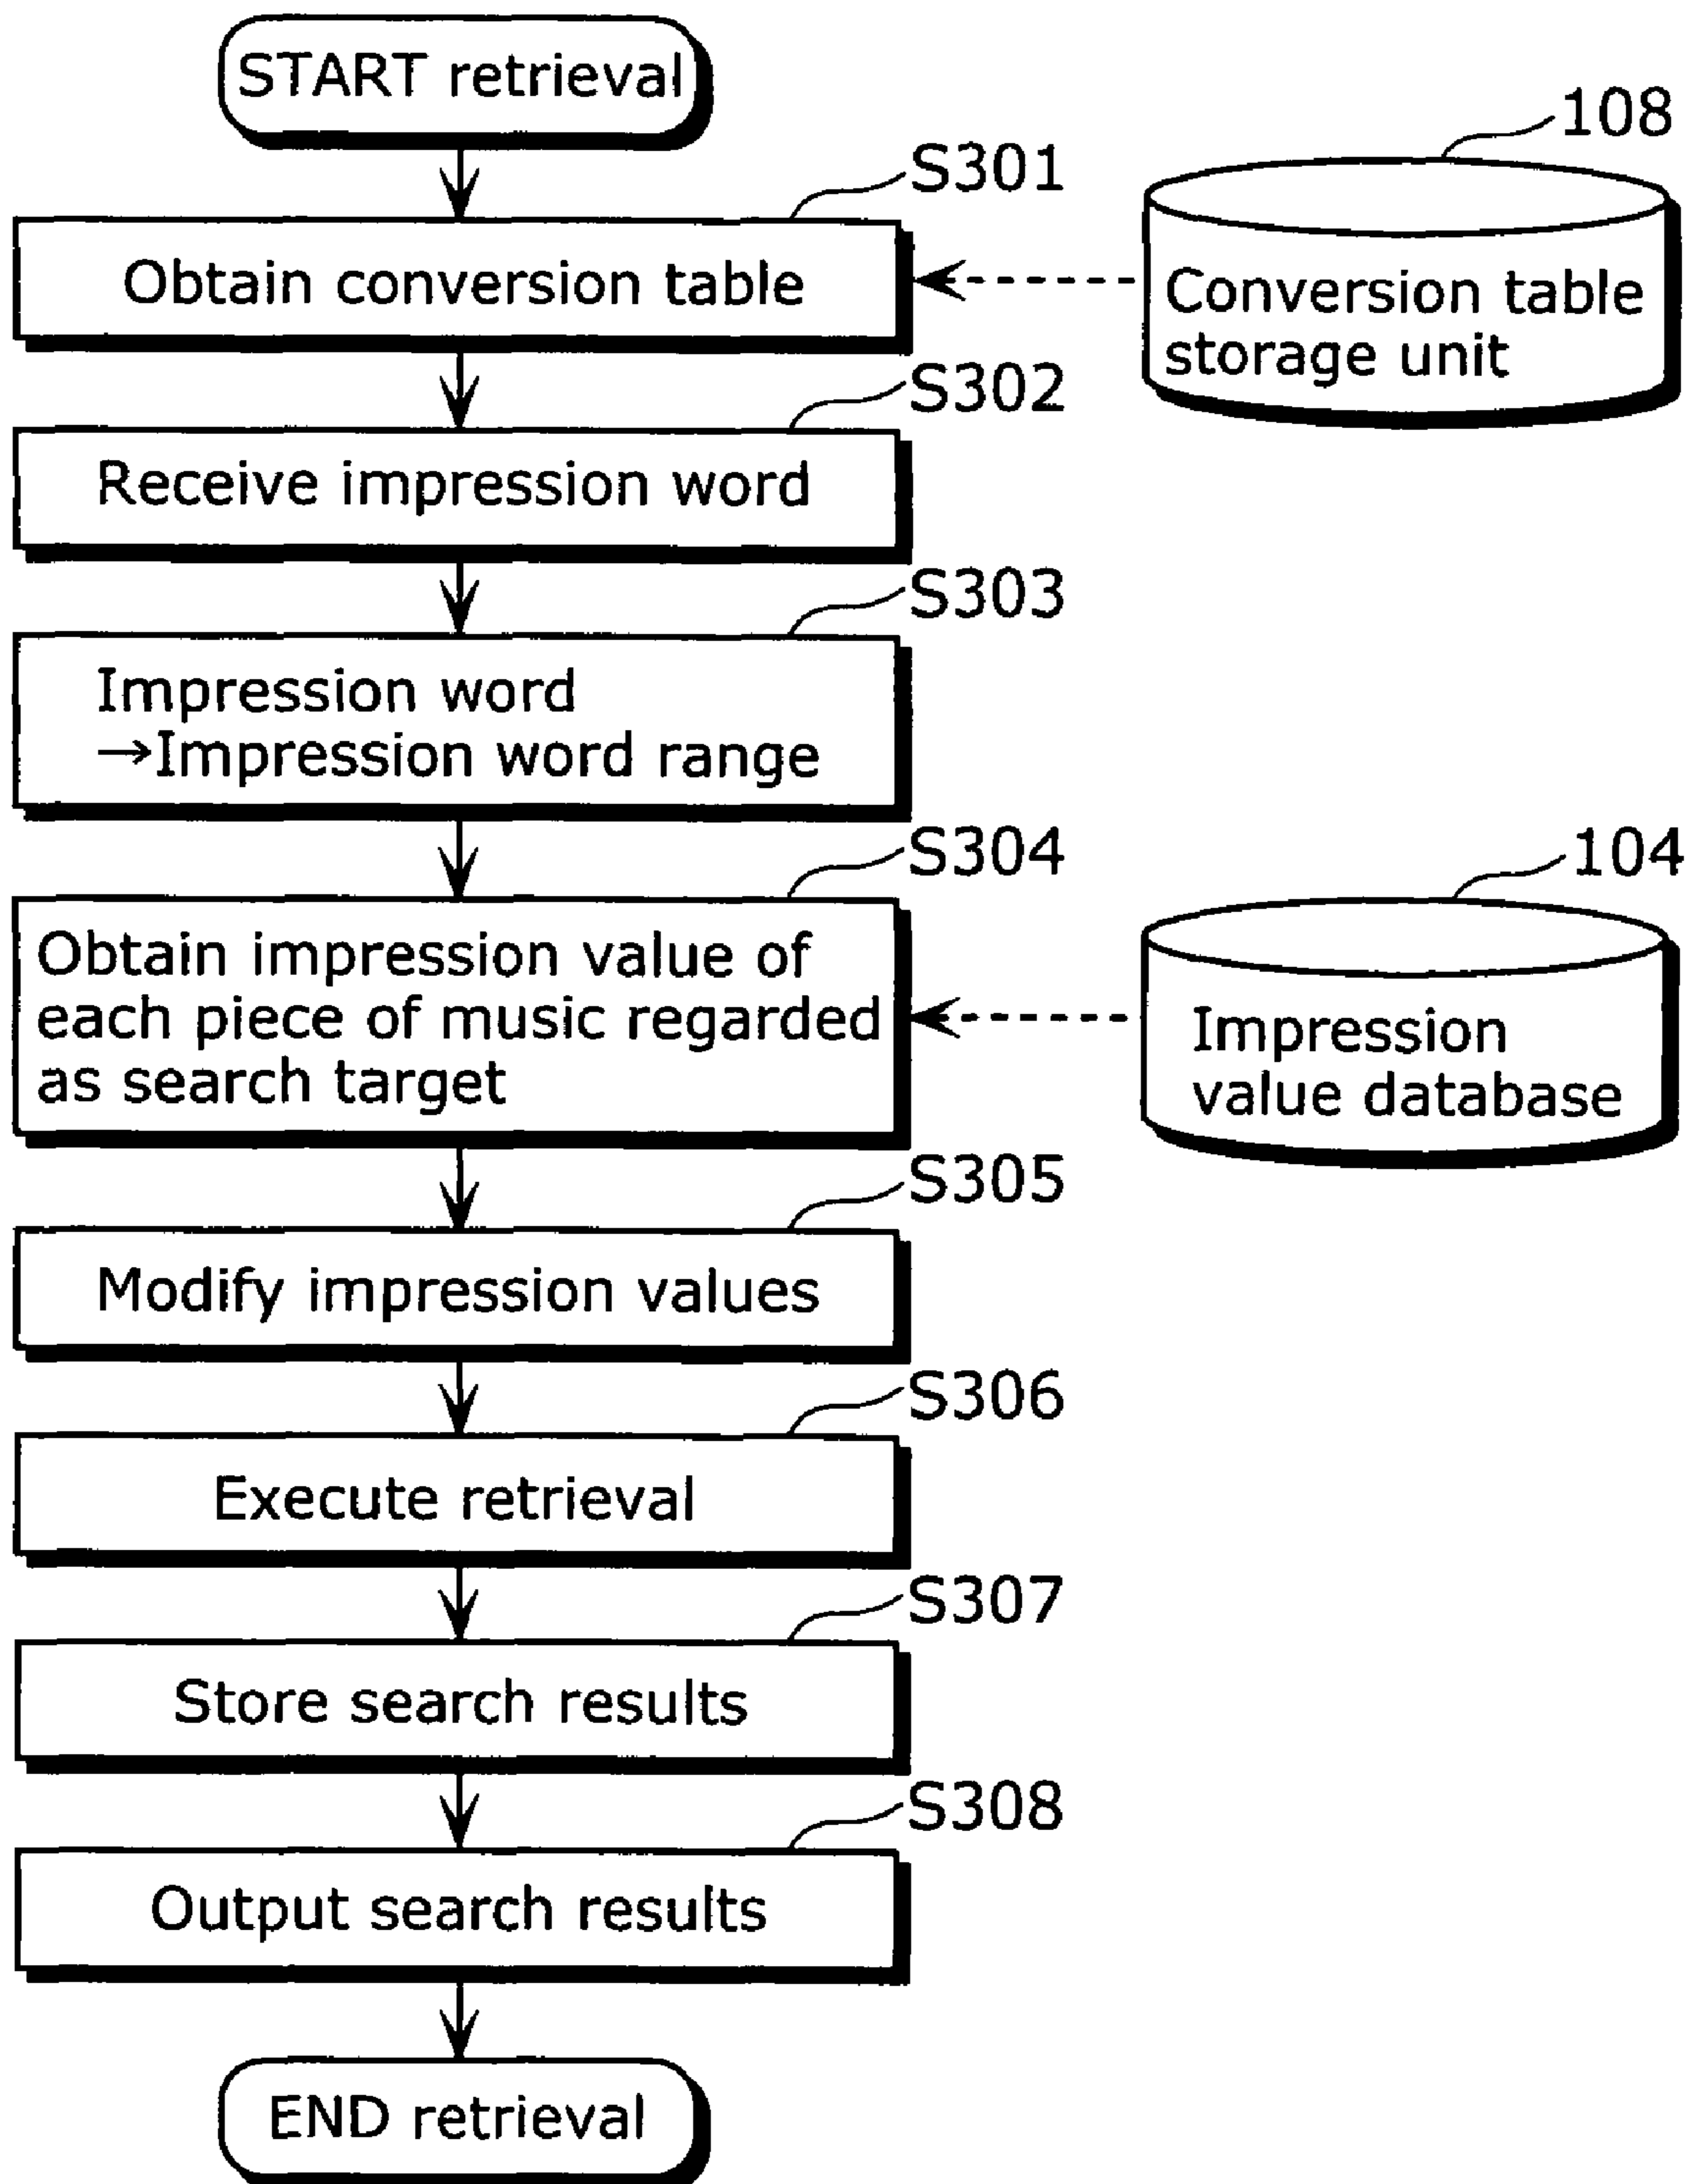 START retrieval
108
S301
Obtain conversion table
Conversion table
storage unit
S302
Receive impression word
S303
Impression word
→Impression word range
S304
104
Obtain impression value of
each piece of music regarded
as search target
Impression
value database
S305
Modify impression values
S306
Execute retrieval
S307
Store search results
S308
Output search results
END retrieval